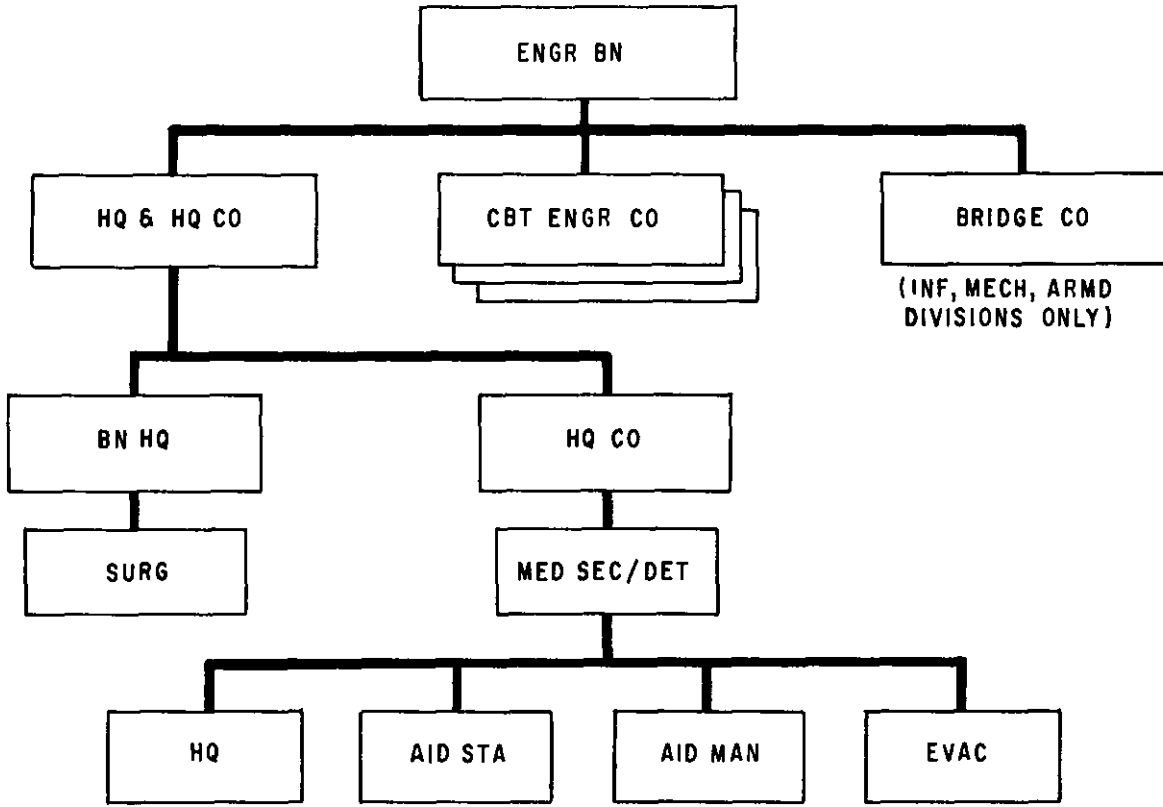 ENGR BN
HQ & HQ CO
CBT ENGR CO
BRIDGE CO
(INF, MECH, ARMD
DIVISIONS ONLY)
BN HQ
HQ CO
SURG
MED SEC/DET
HQ
AID STA
AID MAN
EVAC